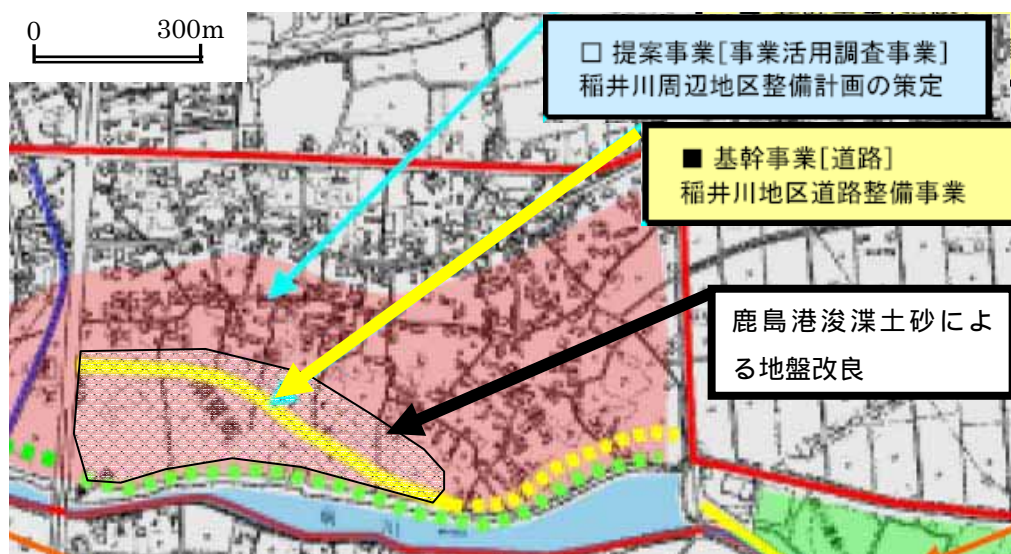 0 300m
□ 提案事業[事業活用調査事業]
稲井川周辺地区整備計画の策定
■ 基幹事業[道路]
稲井川地区道路整備事業
鹿島港浚渫土砂によ
る地盤改良